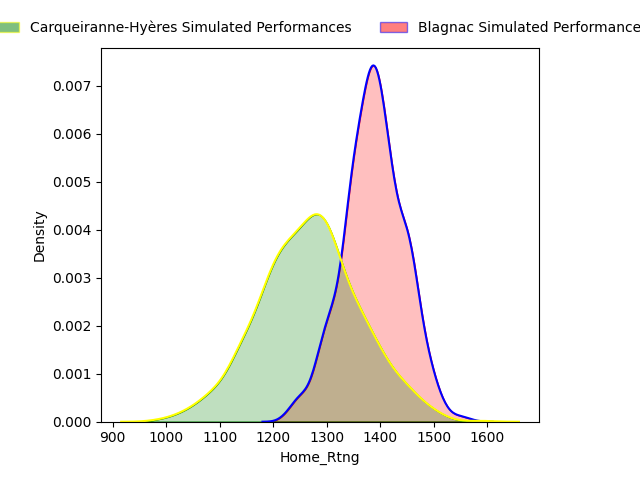 Carqueiranne-Hyères Simulated Performances Blagnac Simulated Performance
0.007
0.006
0.005
0.004
0.003
0.002
0.001
0.000
Density
900 1000 1100 1200 1300 1400 1500 1600
Home_Rtng